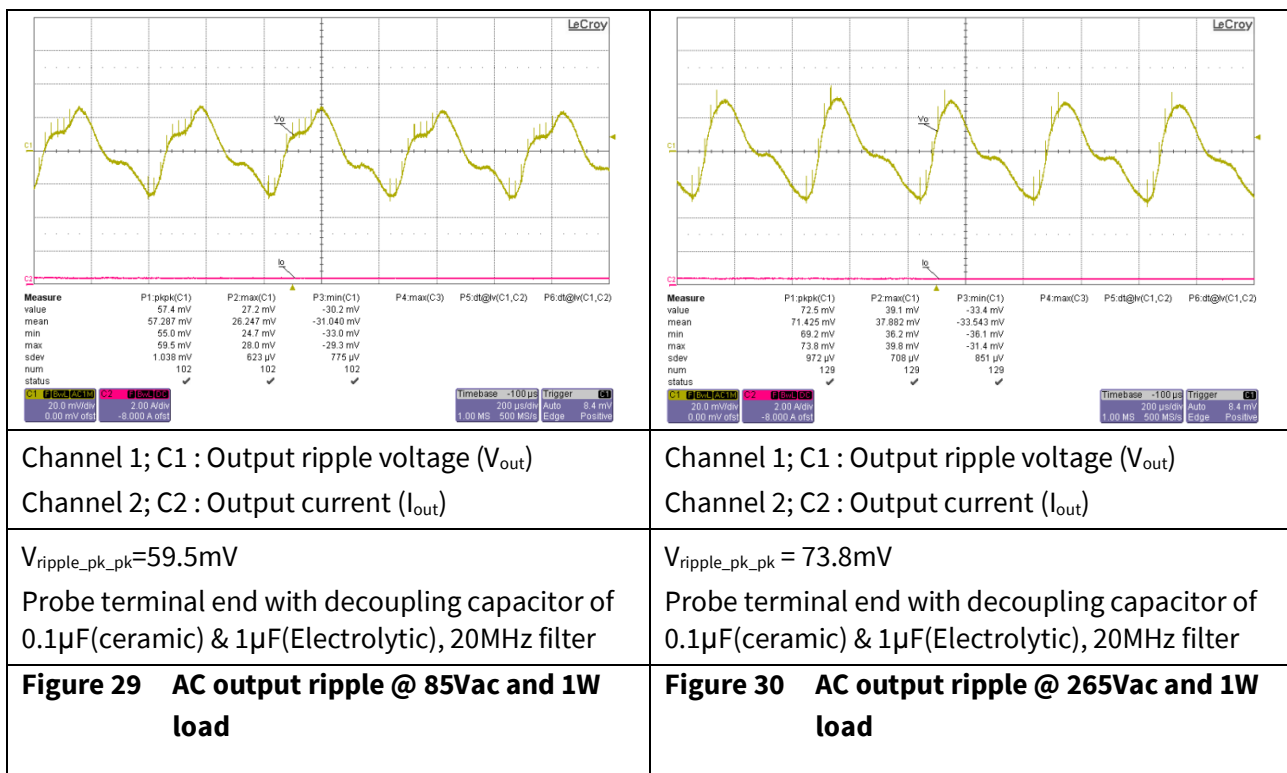 LeCroy
Vo
C1
Io
C2
Measure P1:pkpk(C1) P2:max(C1) P3:min(C1) P4:max(C3) P5:dt@lv(C1,C2) P6:dt@lv(C1,C2)
value 57.4 mV 27.2 mV -30.2 mV
mean 57.287 mV 26.247 mV -31.040 mV
min 55.0 mV 24.7 mV -33.0 mV
max 59.5 mV 28.0 mV -29.3 mV
sdev 1.038 mV 623 µV 775 µV
num 102 102 102
status ✔ ✔ ✔
C1 F BwL AC1M C2 F BwL DC Timebase -100 µs Trigger C1
20.0 mV/div 2.00 A/div 200 µs/div Auto 8.4 mV
0.00 mV ofst -8.000 A ofst 1.00 MS 500 MS/s Edge Positive
LeCroy
Vo
C1
Io
C2
Measure P1:pkpk(C1) P2:max(C1) P3:min(C1) P4:max(C3) P5:dt@lv(C1,C2) P6:dt@lv(C1,C2)
value 72.5 mV 39.1 mV -33.4 mV
mean 71.425 mV 37.882 mV -33.543 mV
min 69.2 mV 36.2 mV -36.1 mV
max 73.8 mV 39.8 mV -31.4 mV
sdev 972 µV 708 µV 851 µV
num 129 129 129
status ✔ ✔ ✔
C1 F BwL AC1M C2 F BwL DC Timebase -100 µs Trigger C1
20.0 mV/div 2.00 A/div 200 µs/div Auto 8.4 mV
0.00 mV ofst -8.000 A ofst 1.00 MS 500 MS/s Edge Positive
Channel 1; C1 : Output ripple voltage (Vout)
Channel 2; C2 : Output current (Iout)
Channel 1; C1 : Output ripple voltage (Vout)
Channel 2; C2 : Output current (Iout)
Vripple_pk_pk=59.5mV
Probe terminal end with decoupling capacitor of
0.1µF(ceramic) & 1µF(Electrolytic), 20MHz filter
Vripple_pk_pk = 73.8mV
Probe terminal end with decoupling capacitor of
0.1µF(ceramic) & 1µF(Electrolytic), 20MHz filter
Figure 29 AC output ripple @ 85Vac and 1W
load
Figure 30 AC output ripple @ 265Vac and 1W
load